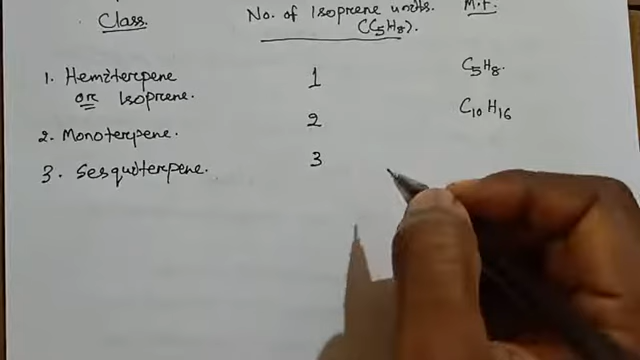 Class. No. of Isoprene units. M.F.
(C5H8).
1. Hemiterpene 1 C5H8.
or Isoprene.
2. Monoterpene. 2 C10H16
3. Sesquiterpene. 3